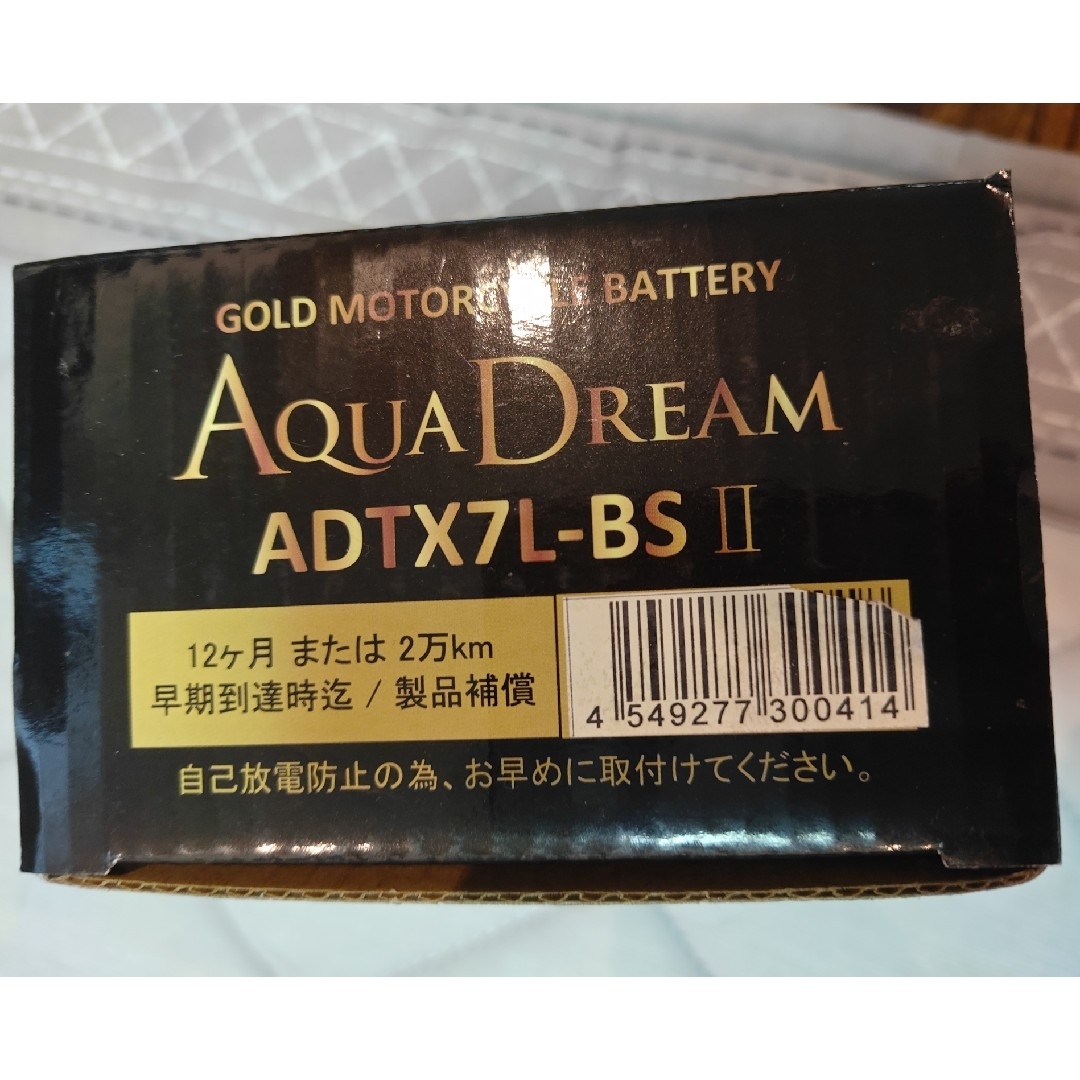 GOLD MOTORCYCLE BATTERY
AQUADREAM
ADTX7L-BS II
12ヶ月 または 2万km
早期到達時迄 / 製品補償
4 549277 300414
自己放電防止の為、お早めに取付けてください。